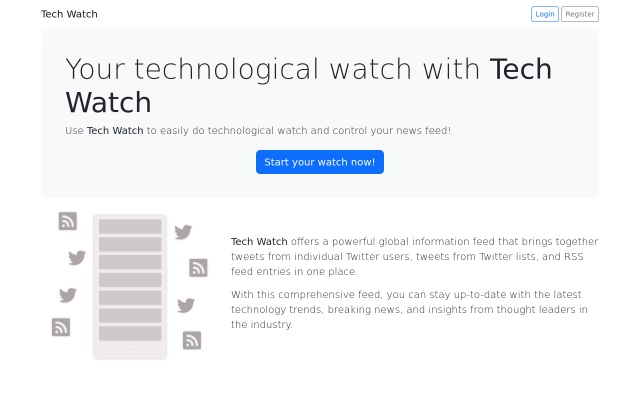 Tech Watch
Login
Register
Your technological watch with Tech
Watch
Use Tech Watch to easily do technological watch and control your news feed!
Start your watch now!
Tech Watch offers a powerful global information feed that brings together
tweets from individual Twitter users, tweets from Twitter lists, and RSS
feed entries in one place.
With this comprehensive feed, you can stay up-to-date with the latest
technology trends, breaking news, and insights from thought leaders in
the industry.